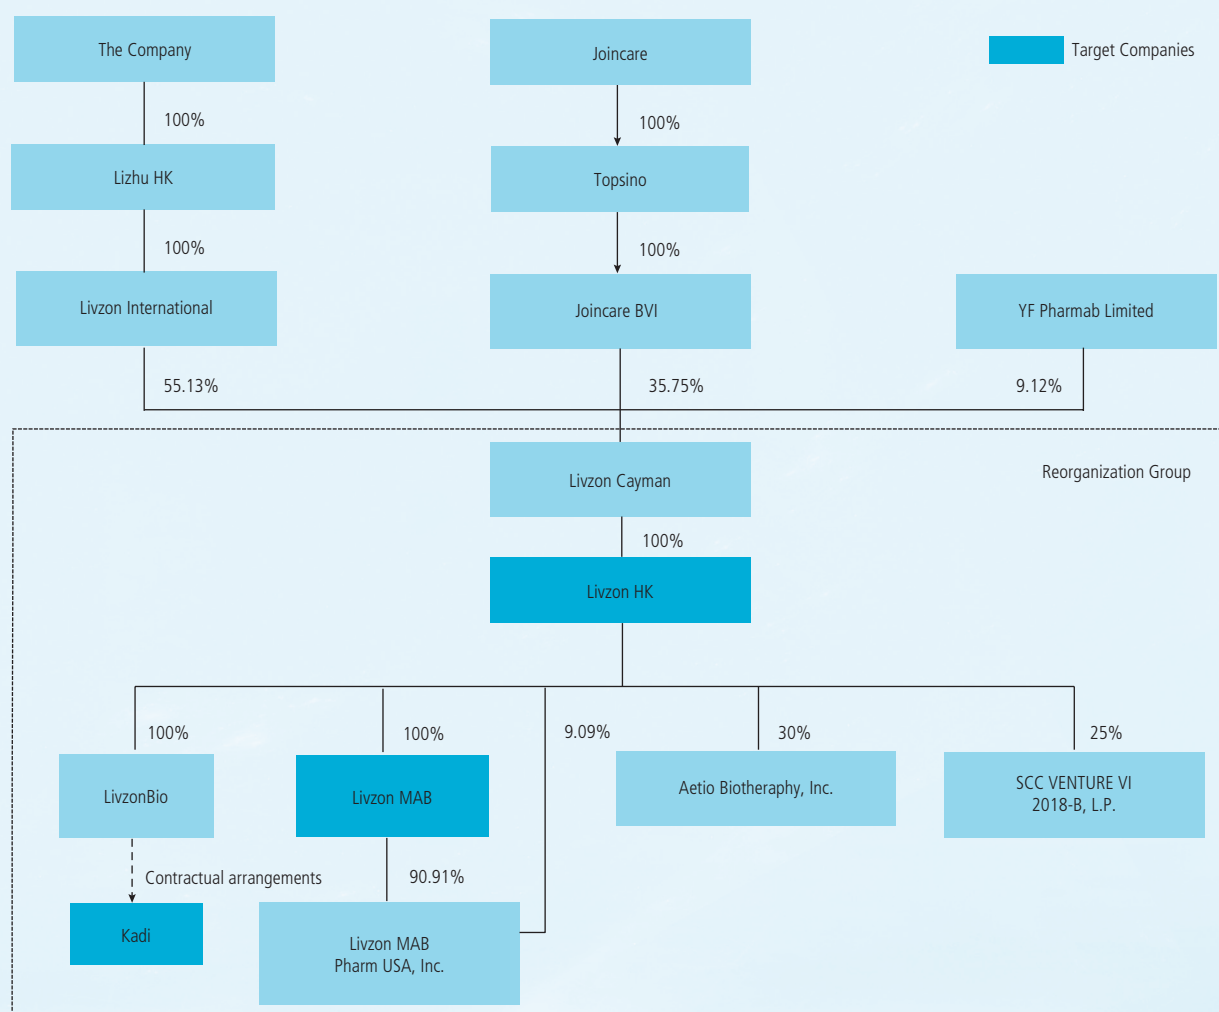 The Company
Joincare
Target Companies
100%
100%
Lizhu HK
Topsino
100%
100%
Livzon International
Joincare BVI
YF Pharmab Limited
55.13%
35.75%
9.12%
Livzon Cayman
Reorganization Group
100%
Livzon HK
100%
100%
9.09%
30%
25%
LivzonBio
Livzon MAB
Aetio Biotheraphy, Inc.
SCC VENTURE VI
2018-B, L.P.
Contractual arrangements
90.91%
Kadi
Livzon MAB
Pharm USA, Inc.